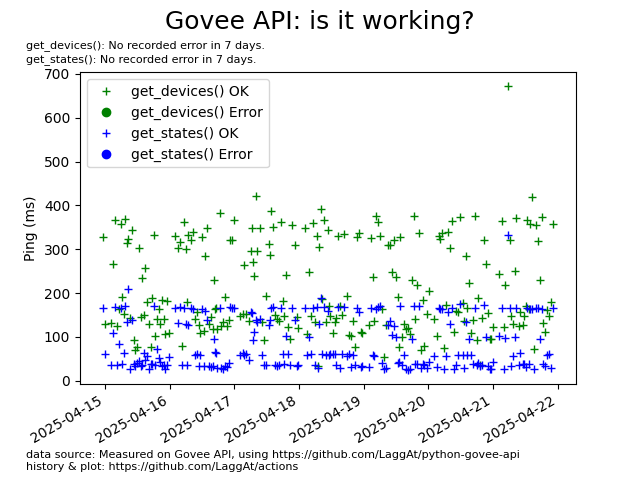 Govee API: is it working?
get_devices(): No recorded error in 7 days.
get_states(): No recorded error in 7 days.
get_devices() OK
get_devices() Error
get_states() OK
get_states() Error
Ping (ms)
700
600
500
400
300
200
100
0
2025-04-15
2025-04-16
2025-04-17
2025-04-18
2025-04-19
2025-04-20
2025-04-21
2025-04-22
data source: Measured on Govee API, using https://github.com/LaggAt/python-govee-api
history & plot: https://github.com/LaggAt/actions